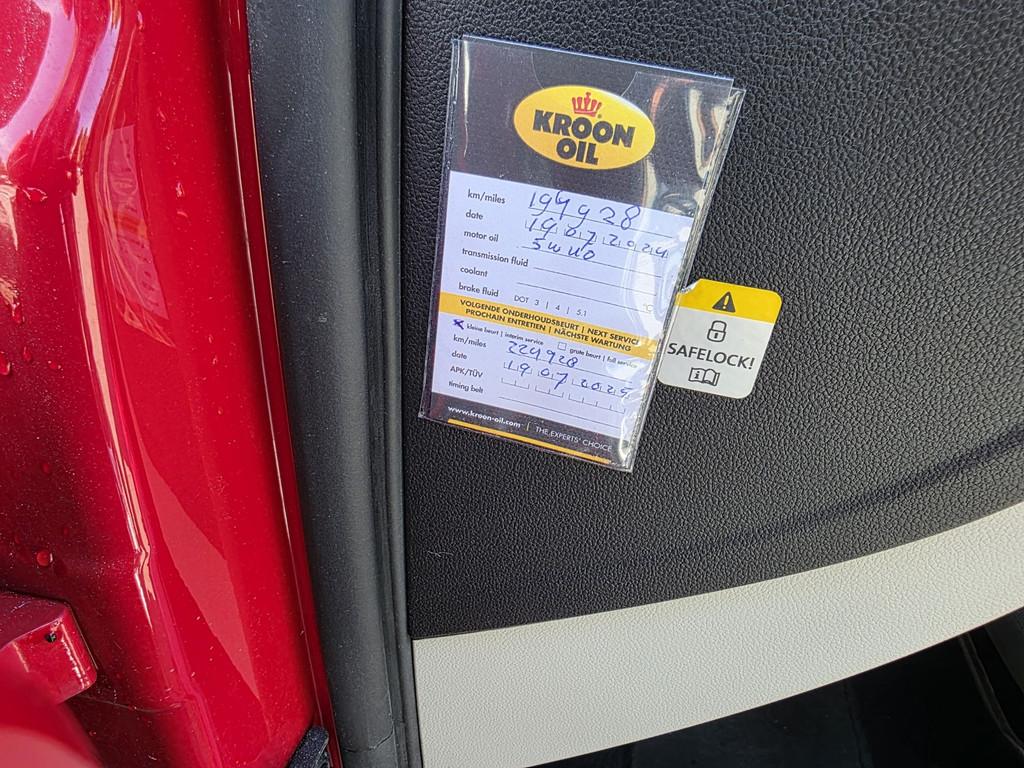 KROON
OIL
km/miles 199928
date 19 07 2024
motor oil 5w40
transmission fluid
coolant
brake fluid DOT 3 | 4 | 5.1 °C
VOLGENDE ONDERHOUDSBEURT | NEXT SERVICE
PROCHAIN ENTRETIEN | NÄCHSTE WARTUNG
kleine beurt | interim service grote beurt | full service
km/miles 229928
date 19 07 2025
APK/TÜV
timing belt
www.kroon-oil.com | THE EXPERTS' CHOICE
SAFELOCK!